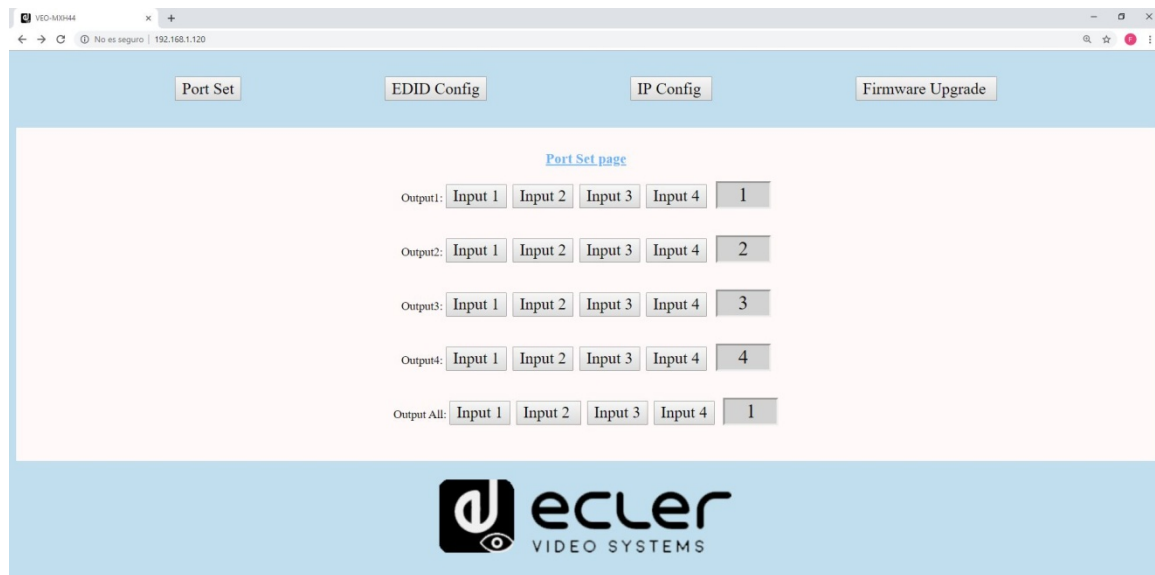 VEO-MXH44
No es seguro | 192.168.1.120
Port Set EDID Config IP Config Firmware Upgrade
Port Set page
Output1: Input 1 Input 2 Input 3 Input 4 1
Output2: Input 1 Input 2 Input 3 Input 4 2
Output3: Input 1 Input 2 Input 3 Input 4 3
Output4: Input 1 Input 2 Input 3 Input 4 4
Output All: Input 1 Input 2 Input 3 Input 4 1
ecler
VIDEO SYSTEMS